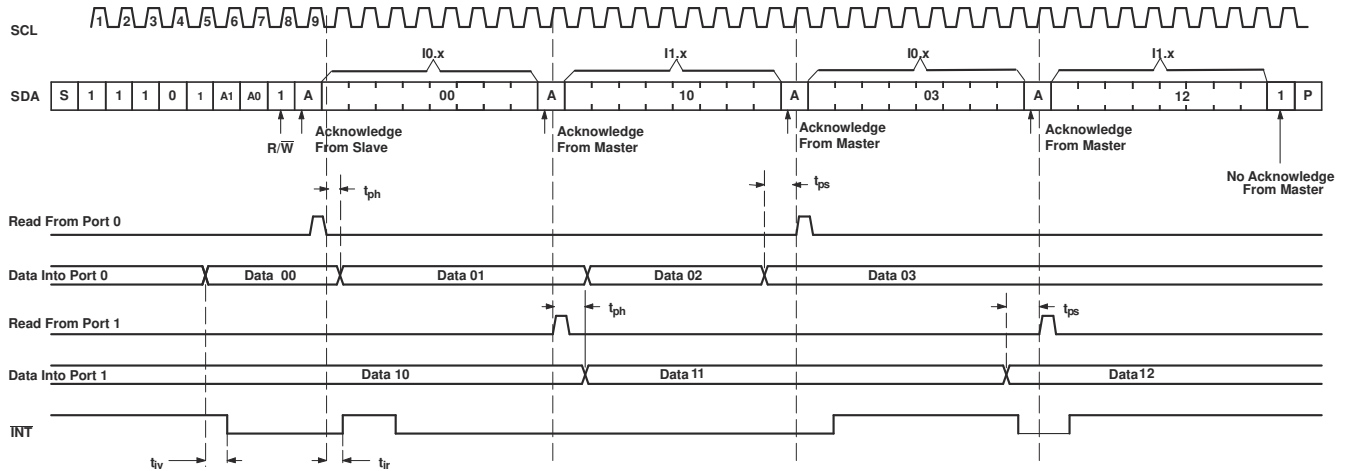 SCL
1 2 3 4 5 6 7 8 9
I0.x I1.x I0.x I1.x
SDA S 1 1 1 0 1 A1 A0 1 A 00 A 10 A 03 A 12 1 P
R/W
Acknowledge
From Slave
Acknowledge
From Master
Acknowledge
From Master
Acknowledge
From Master
No Acknowledge
From Master
tph
tps
Read From Port 0
Data Into Port 0 Data 00 Data 01 Data 02 Data 03
tph
tps
Read From Port 1
Data Into Port 1 Data 10 Data 11 Data 12
INT
tiv
tir